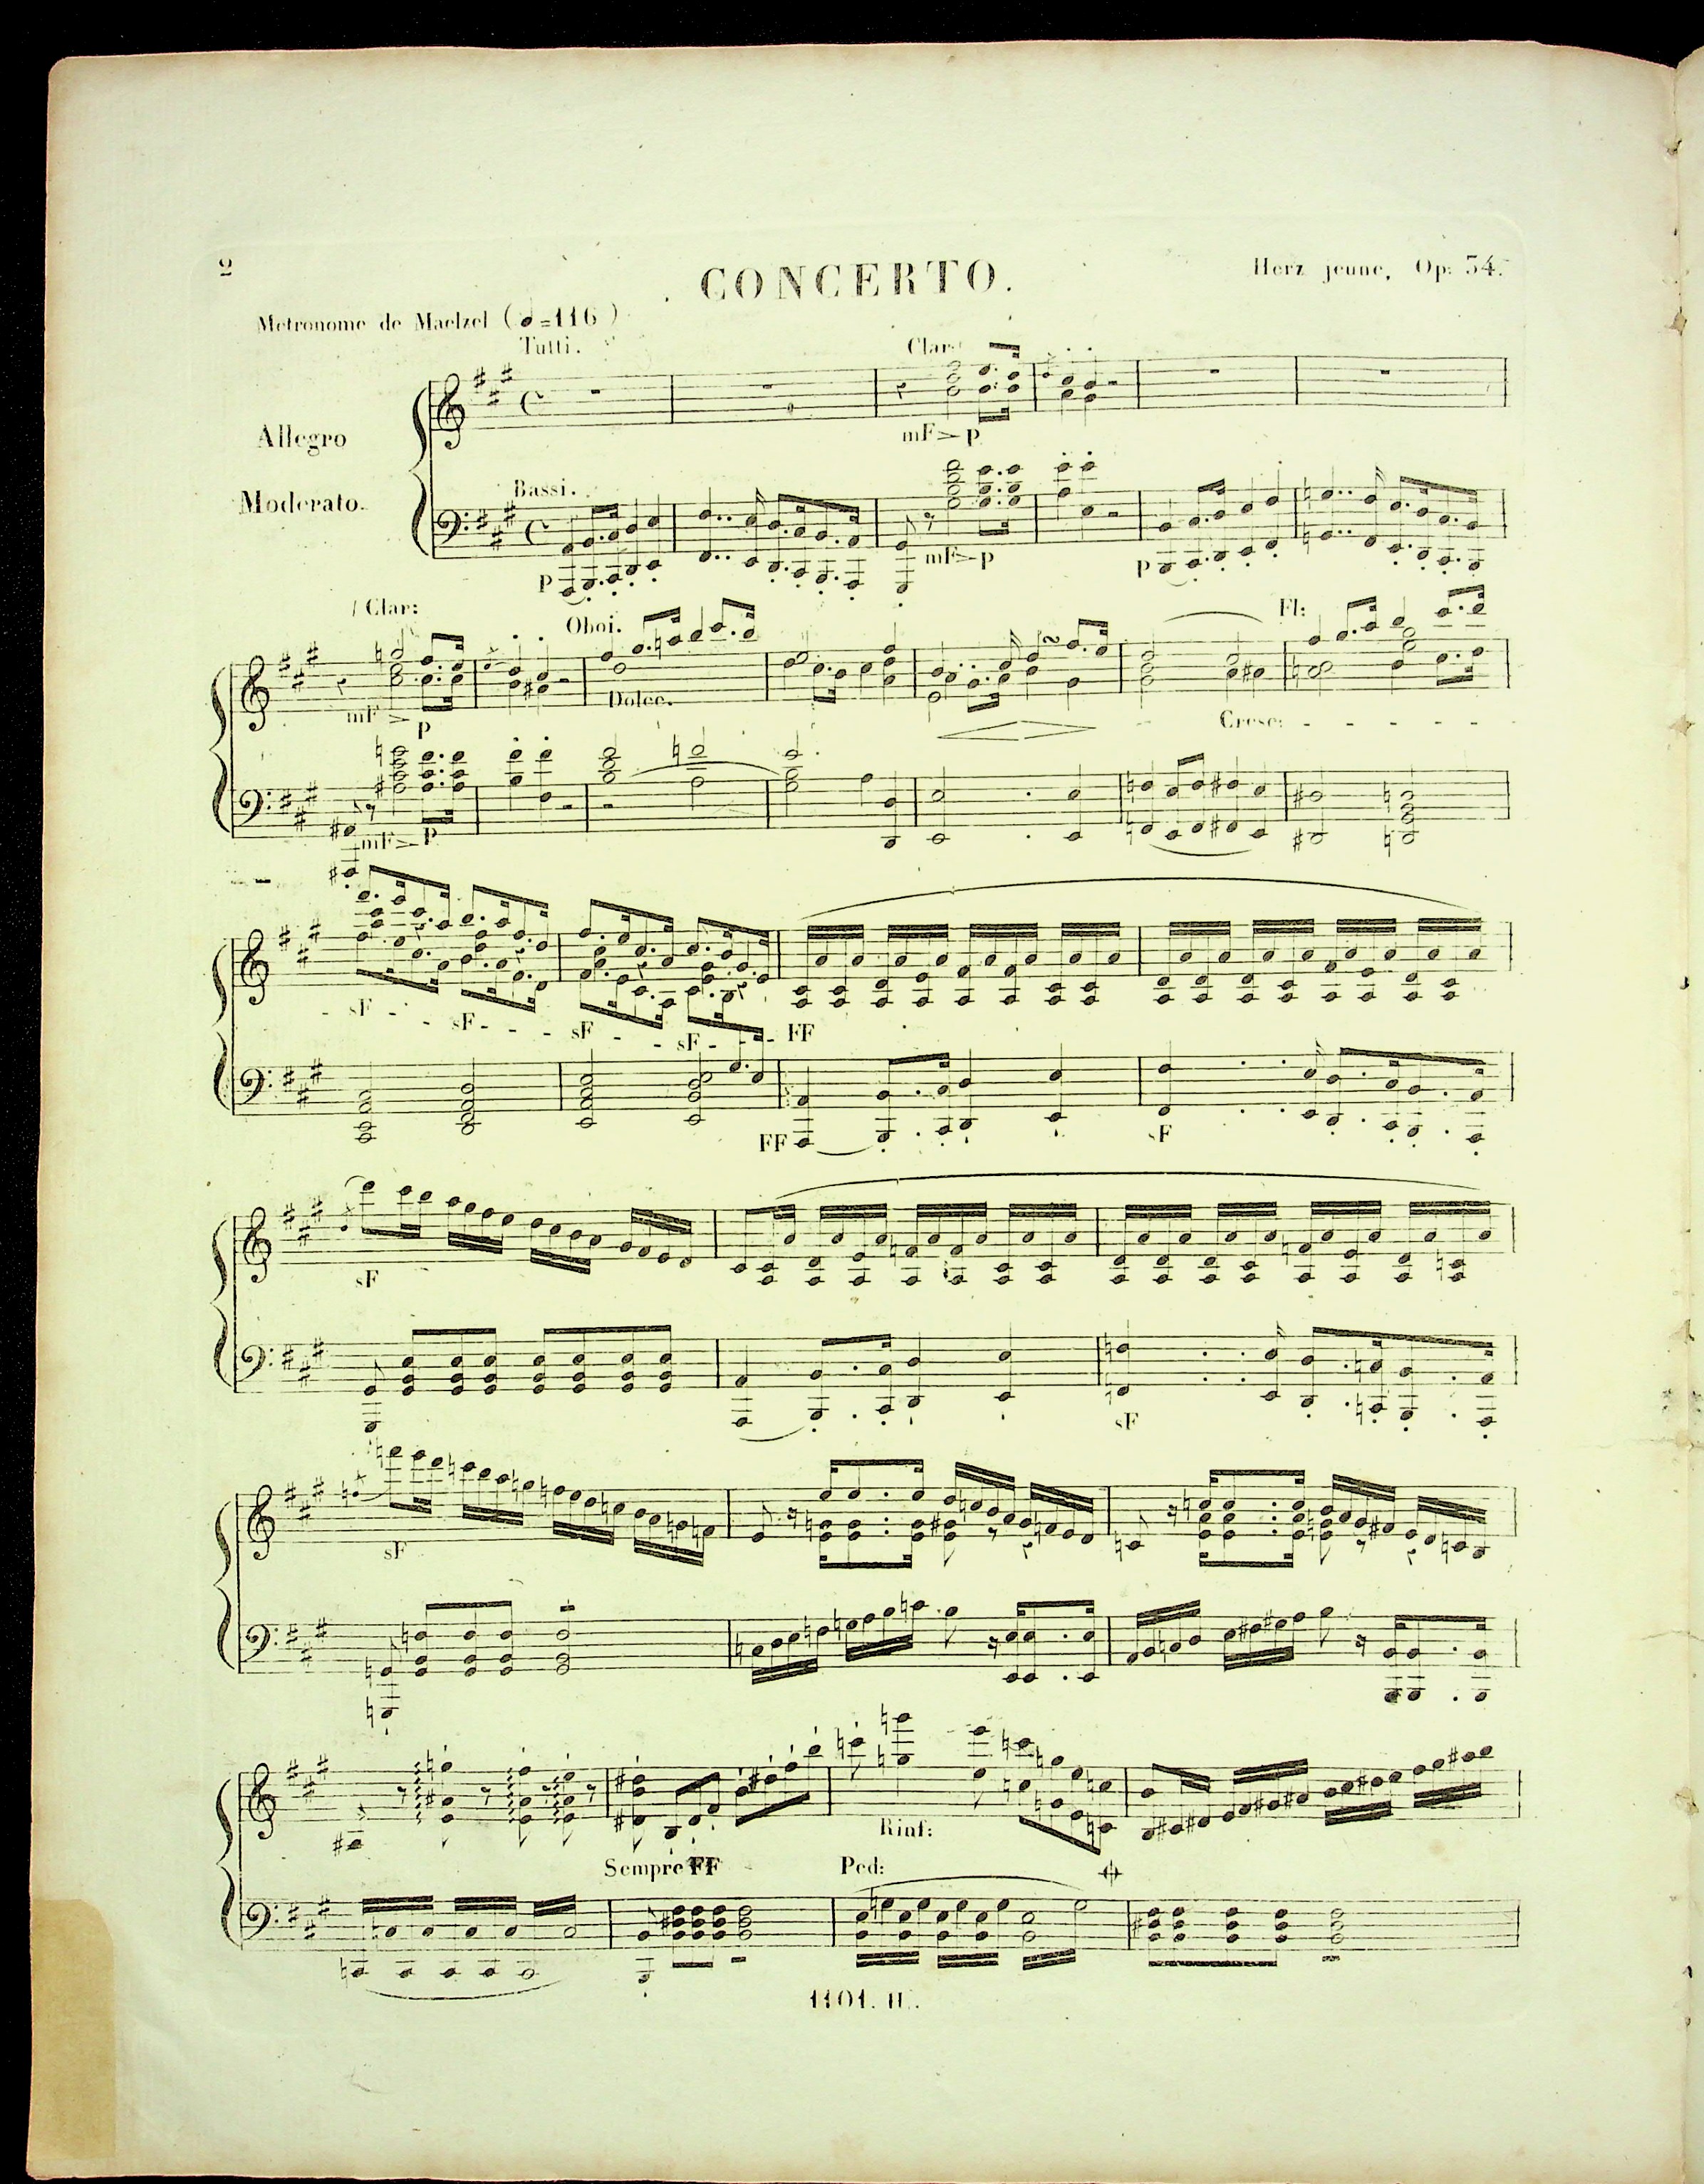 2
CONCERTO.
Herz jeune, Op: 34.
Metronome de Maelzel (𝅗𝅥=116)
Tutti.
Clar:
Allegro
Moderato.
mF > p
Bassi.
p
mF > p
p
Clar:
Oboi.
Fl:
mF > p
Dolce.
Cresc: - - - - - -
mF > p
sF - - sF - - - sF - - sF - - - FF
FF
sF
sF
sF
sF
Rinf:
Sempre FF
Ped:
1101. H.